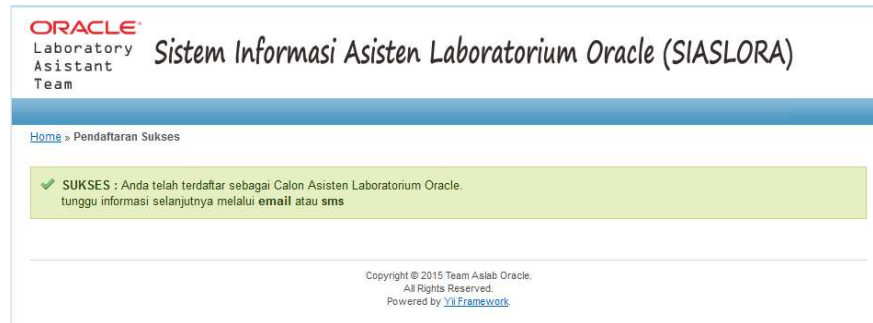 ORACLE
Laboratory
Asistant
Team
Sistem Informasi Asisten Laboratorium Oracle (SIASLORA)
Home » Pendaftaran Sukses
SUKSES : Anda telah terdaftar sebagai Calon Asisten Laboratorium Oracle.
tunggu informasi selanjutnya melalui email atau sms
Copyright © 2015 Team Aslab Oracle.
All Rights Reserved.
Powered by Yii Framework.